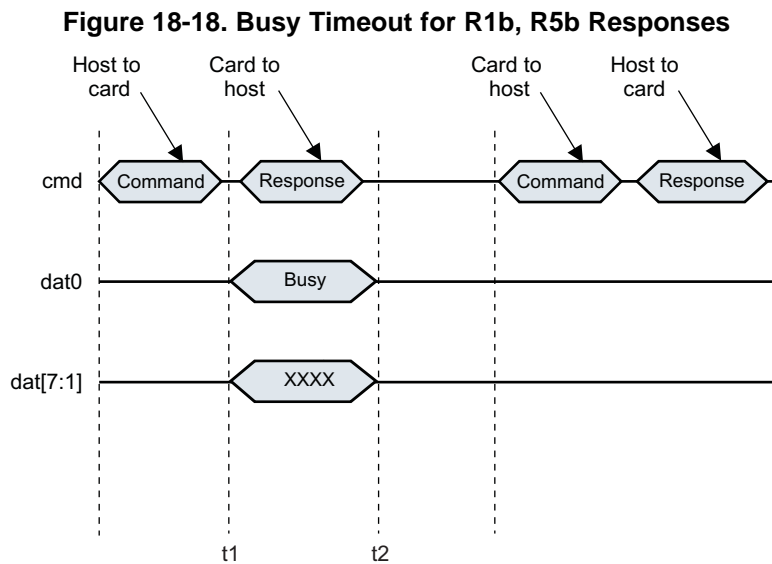 Figure 18-18. Busy Timeout for R1b, R5b Responses
Host to
card
Card to
host
Card to
host
Host to
card
cmd
Command
Response
Command
Response
dat0
Busy
dat[7:1]
XXXX
t1
t2